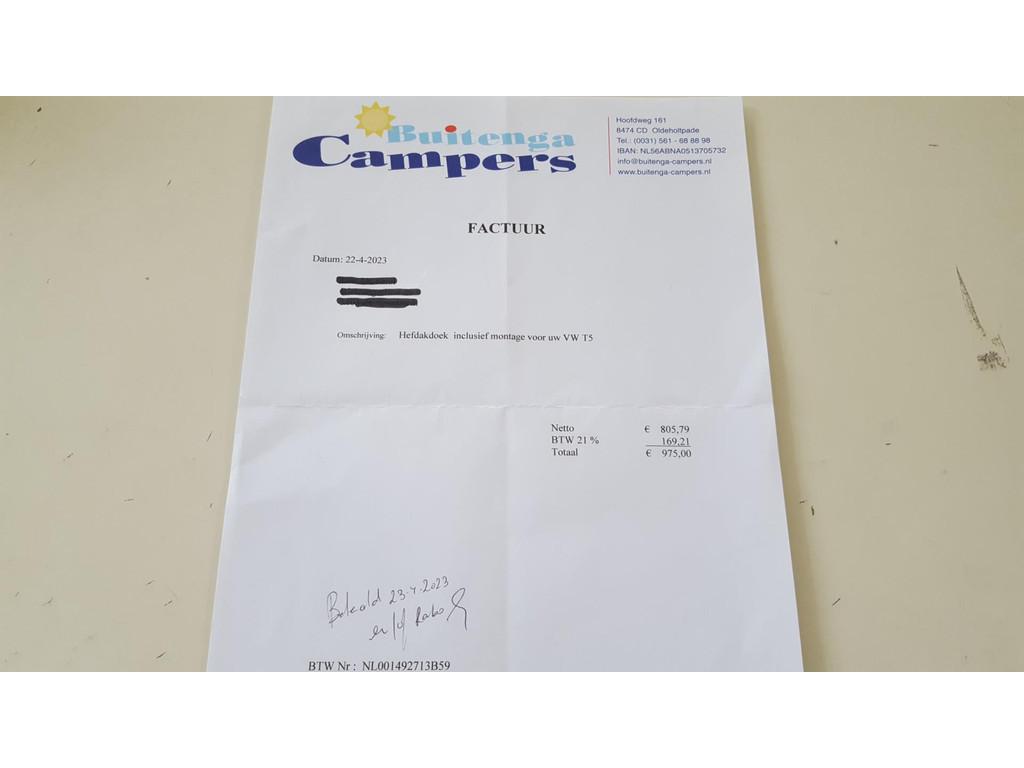 Buitenga
Campers
Hoofdweg 161
8474 CD Oldeholtpade
Tel.: (0031) 561 - 68 88 98
IBAN: NL56ABNA0513705732
info@buitenga-campers.nl
www.buitenga-campers.nl
FACTUUR
Datum: 22-4-2023
Omschrijving: Hefdakdoek inclusief montage voor uw VW T5
Netto € 805,79
BTW 21 % 169,21
Totaal € 975,00
Betaald 23-4-2023
Rabo
BTW Nr : NL001492713B59